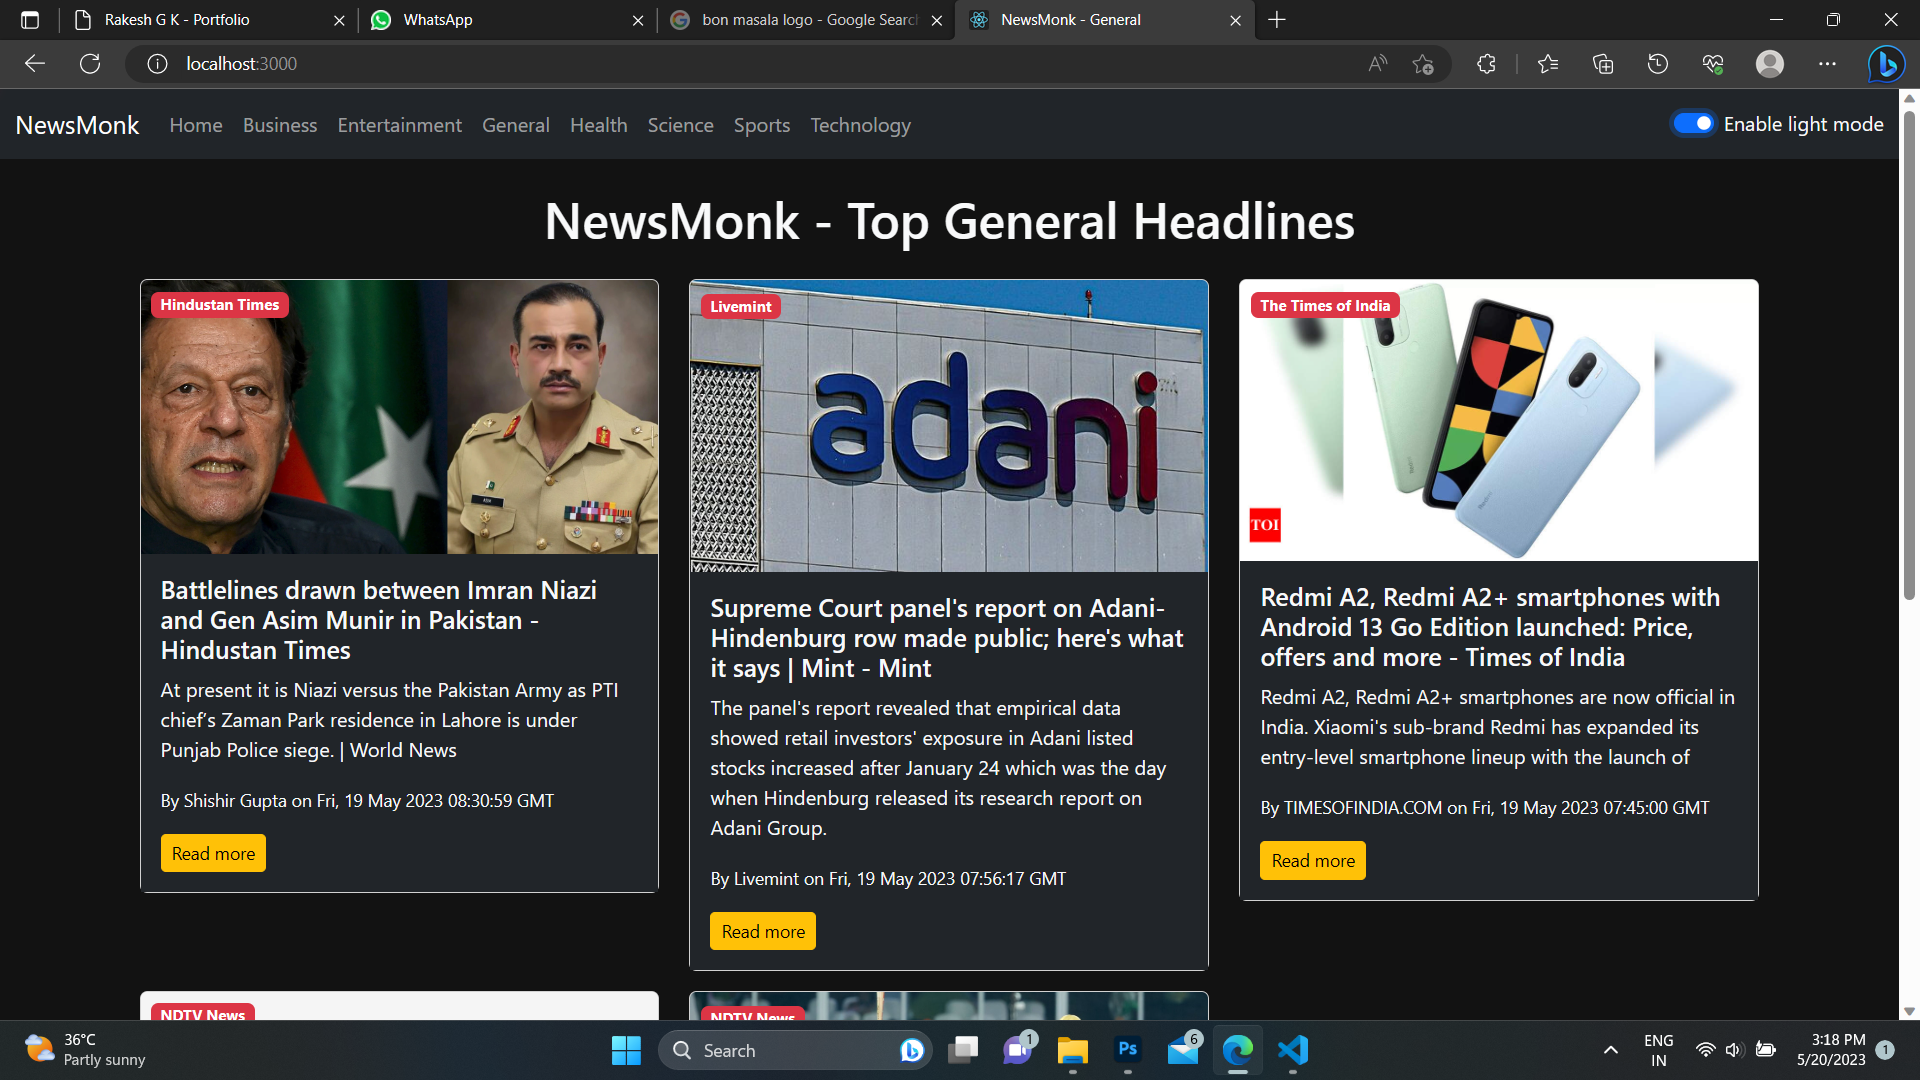 Rakesh G K - Portfolio
WhatsApp
bon masala logo - Google Searc
NewsMonk - General
localhost:3000
NewsMonk
Home
Business
Entertainment
General
Health
Science
Sports
Technology
Enable light mode
NewsMonk - Top General Headlines
Hindustan Times
Battlelines drawn between Imran Niazi
and Gen Asim Munir in Pakistan -
Hindustan Times
At present it is Niazi versus the Pakistan Army as PTI
chief’s Zaman Park residence in Lahore is under
Punjab Police siege. | World News
By Shishir Gupta on Fri, 19 May 2023 08:30:59 GMT
Read more
Livemint
adani
Supreme Court panel's report on Adani-
Hindenburg row made public; here's what
it says | Mint - Mint
The panel's report revealed that empirical data
showed retail investors' exposure in Adani listed
stocks increased after January 24 which was the day
when Hindenburg released its research report on
Adani Group.
By Livemint on Fri, 19 May 2023 07:56:17 GMT
Read more
The Times of India
TOI
Redmi A2, Redmi A2+ smartphones with
Android 13 Go Edition launched: Price,
offers and more - Times of India
Redmi A2, Redmi A2+ smartphones are now official in
India. Xiaomi's sub-brand Redmi has expanded its
entry-level smartphone lineup with the launch of
By TIMESOFINDIA.COM on Fri, 19 May 2023 07:45:00 GMT
Read more
NDTV News
NDTV News
36°C
Partly sunny
Search
1
Ps
6
ENG
IN
3:18 PM
5/20/2023
1